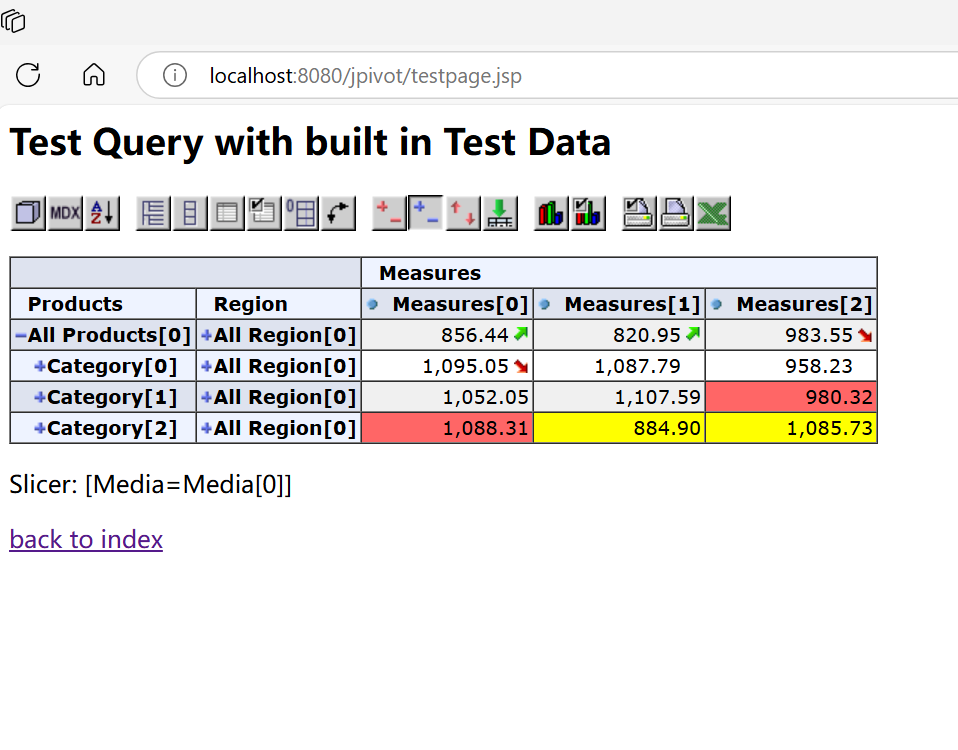 localhost:8080/jpivot/testpage.jsp
Test Query with built in Test Data
MDX A Z 0
Measures
Products Region Measures[0] Measures[1] Measures[2]
All Products[0] All Region[0] 856.44 820.95 983.55
Category[0] All Region[0] 1,095.05 1,087.79 958.23
Category[1] All Region[0] 1,052.05 1,107.59 980.32
Category[2] All Region[0] 1,088.31 884.90 1,085.73
Slicer: [Media=Media[0]]
back to index